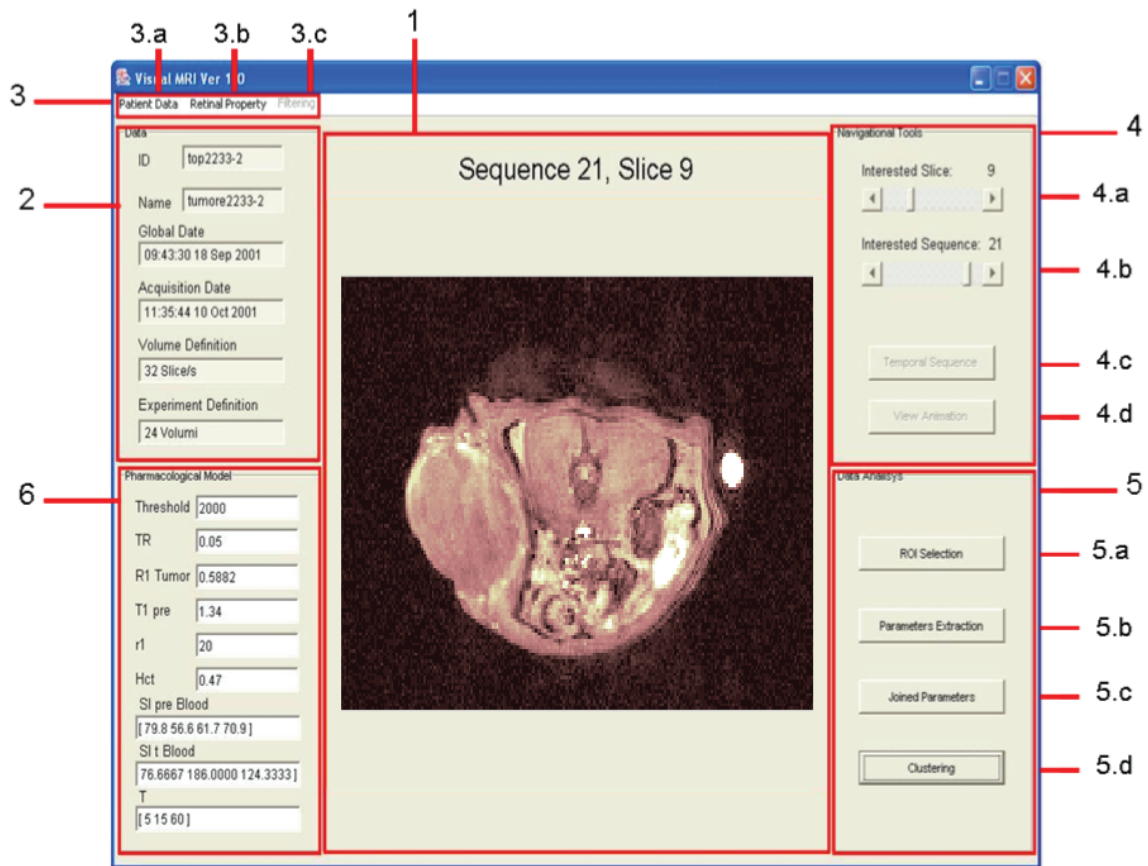 1
3.a 3.b 3.c
Visual MRI Ver 1.0
3
Patient Data Retinal Property Filtering
Data
ID top2233-2
2
Name tumore2233-2
Global Date
09:43:30 18 Sep 2001
Acquisition Date
11:35:44 10 Oct 2001
Volume Definition
32 Slice/s
Experiment Definition
24 Volumi
6
Pharmacological Model
Threshold 2000
TR 0.05
R1 Tumor 0.5882
T1 pre 1.34
r1 20
Hct 0.47
SI pre Blood
[ 79.8 56.6 61.7 70.9 ]
SI t Blood
76.6667 186.0000 124.3333 ]
T
[ 5 15 60 ]
Sequence 21, Slice 9
Navigational Tools
4
Interested Slice: 9
4.a
Interested Sequence: 21
4.b
Temporal Sequence
4.c
View Animation
4.d
Data Analisys
5
ROI Selection
5.a
Parameters Extraction
5.b
Joined Parameters
5.c
Clustering
5.d